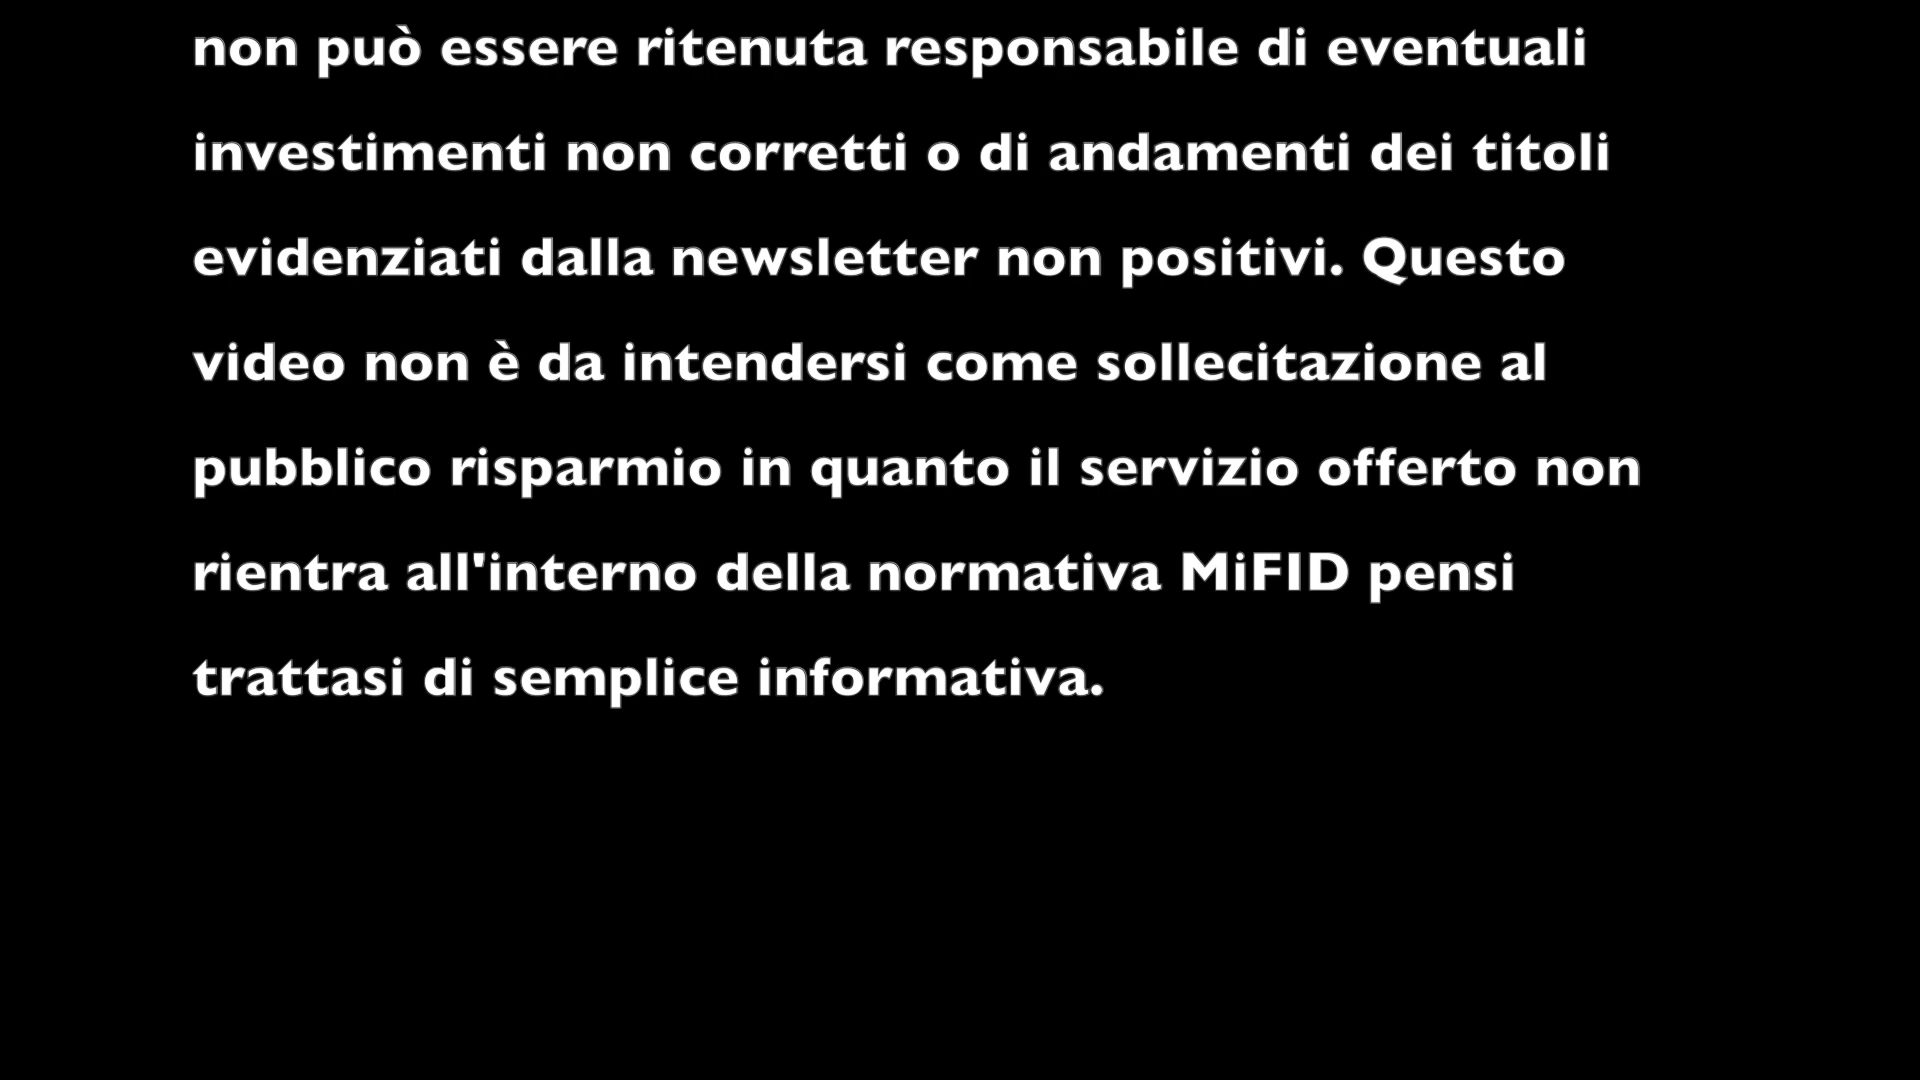 non può essere ritenuta responsabile di eventuali
investimenti non corretti o di andamenti dei titoli
evidenziati dalla newsletter non positivi. Questo
video non è da intendersi come sollecitazione al
pubblico risparmio in quanto il servizio offerto non
rientra all'interno della normativa MiFID pensi
trattasi di semplice informativa.